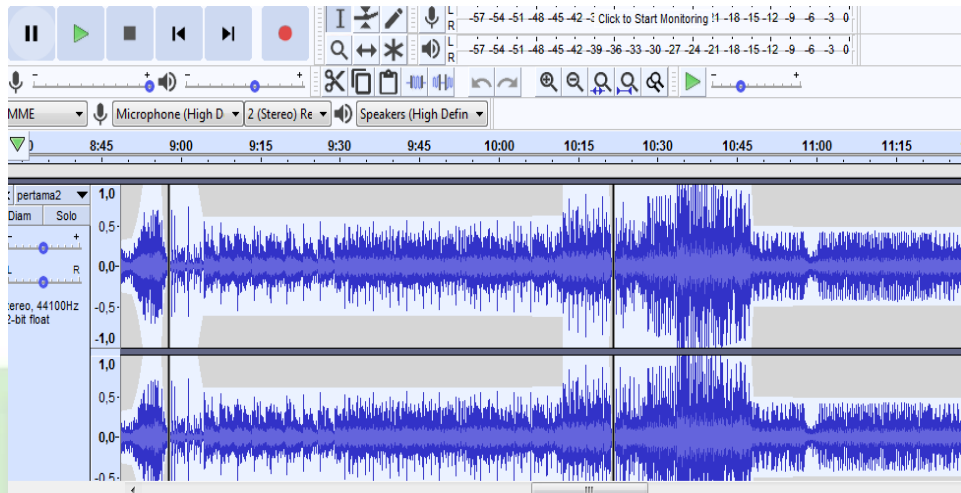 L
R
-57 -54 -51 -48 -45 -42 -3 Click to Start Monitoring !1 -18 -15 -12 -9 -6 -3 0
L
R
-57 -54 -51 -48 -45 -42 -39 -36 -33 -30 -27 -24 -21 -18 -15 -12 -9 -6 -3 0
- + - +
- +
MME Microphone (High D 2 (Stereo) Re Speakers (High Defin
8:45 9:00 9:15 9:30 9:45 10:00 10:15 10:30 10:45 11:00 11:15
pertama2
Diam Solo
- +
L R
tereo, 44100Hz
2-bit float
1,0
0,5-
0,0-
-0,5-
-1,0
1,0
0,5-
0,0-
-0,5-